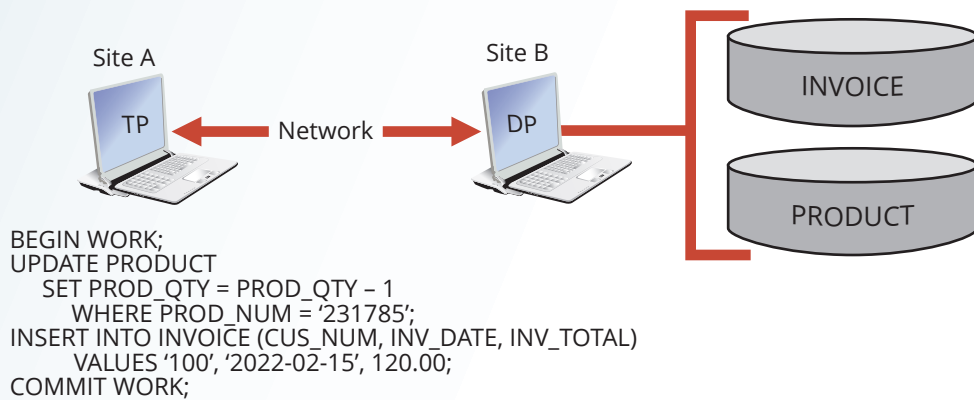 Site A
Site B
TP
Network
DP
INVOICE
PRODUCT
BEGIN WORK;
UPDATE PRODUCT
SET PROD_QTY = PROD_QTY – 1
WHERE PROD_NUM = ‘231785’;
INSERT INTO INVOICE (CUS_NUM, INV_DATE, INV_TOTAL)
VALUES ‘100’, ‘2022-02-15’, 120.00;
COMMIT WORK;